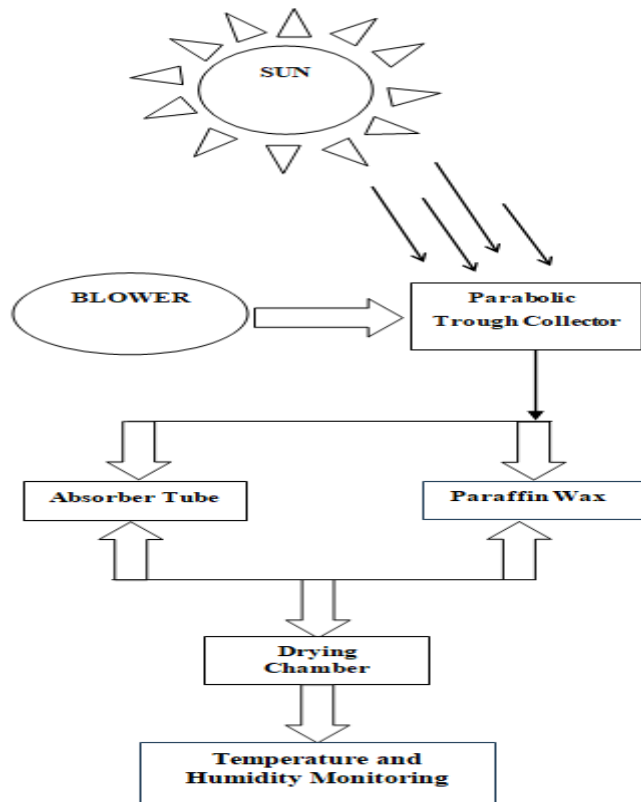 SUN
BLOWER
Parabolic
Trough Collector
Absorber Tube
Paraffin Wax
Drying
Chamber
Temperature and
Humidity Monitoring